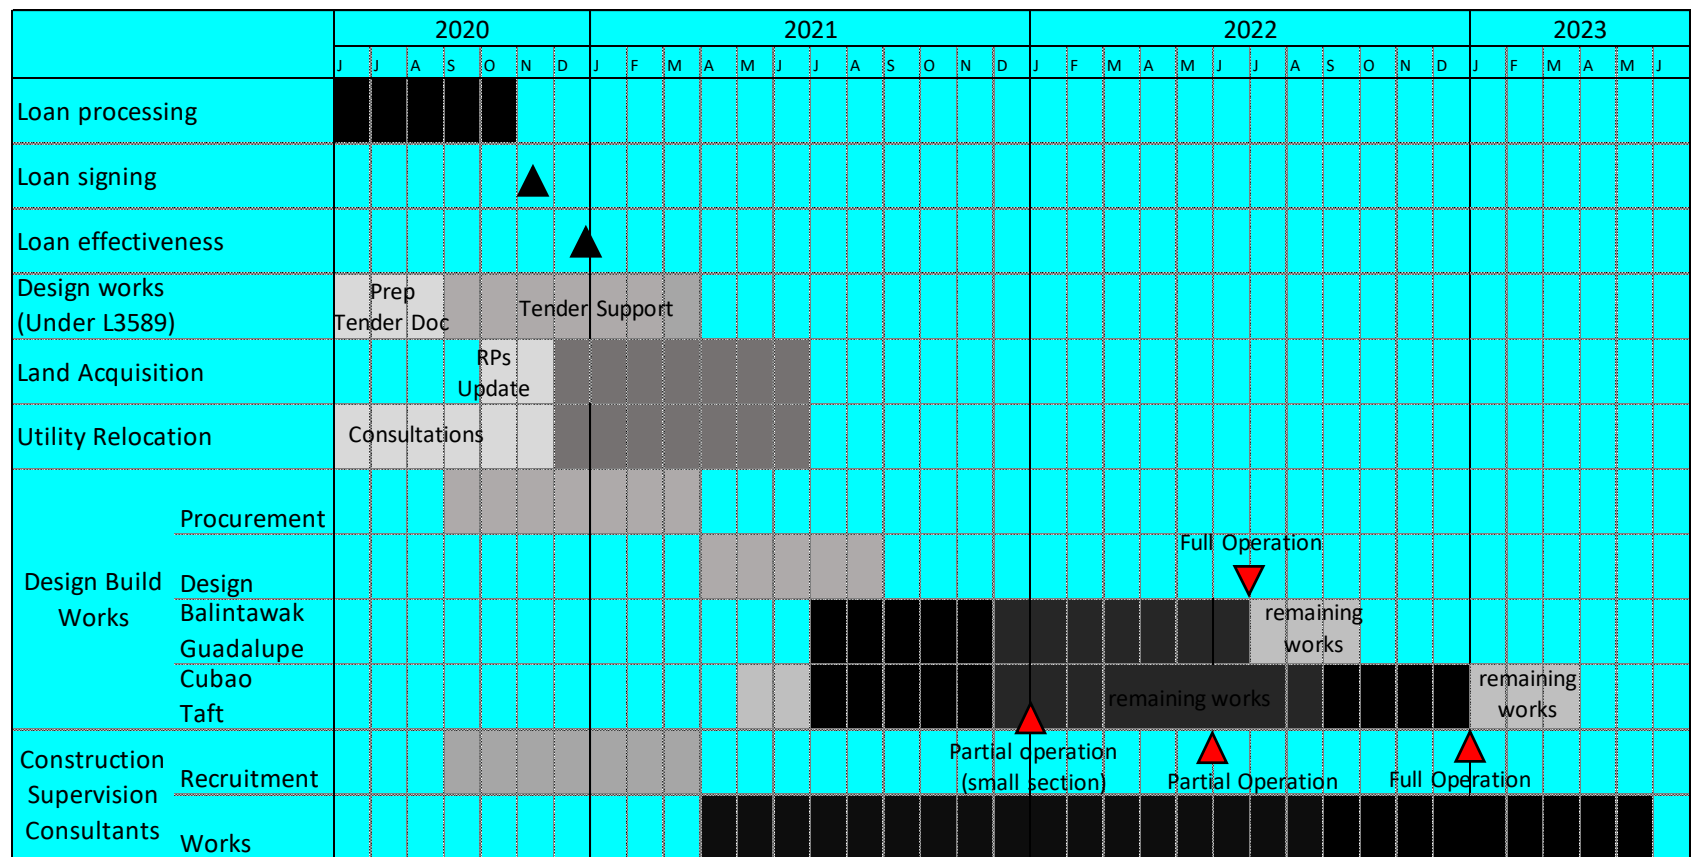 2020 2021 2022 2023
J J A S O N D J F M A M J J A S O N D J F M A M J J A S O N D J F M A M J
Loan processing
Loan signing
Loan effectiveness
Design works
(Under L3589)
Prep
Tender Doc
Tender Support
Land Acquisition
RPs
Update
Utility Relocation
Consultations
Design Build
Works
Procurement
Design
Full Operation
Balintawak
Guadalupe
remaining
works
Cubao
Taft
remaining works
remaining
works
Partial operation
(small section)
Partial Operation
Full Operation
Construction
Supervision
Consultants
Recruitment
Works